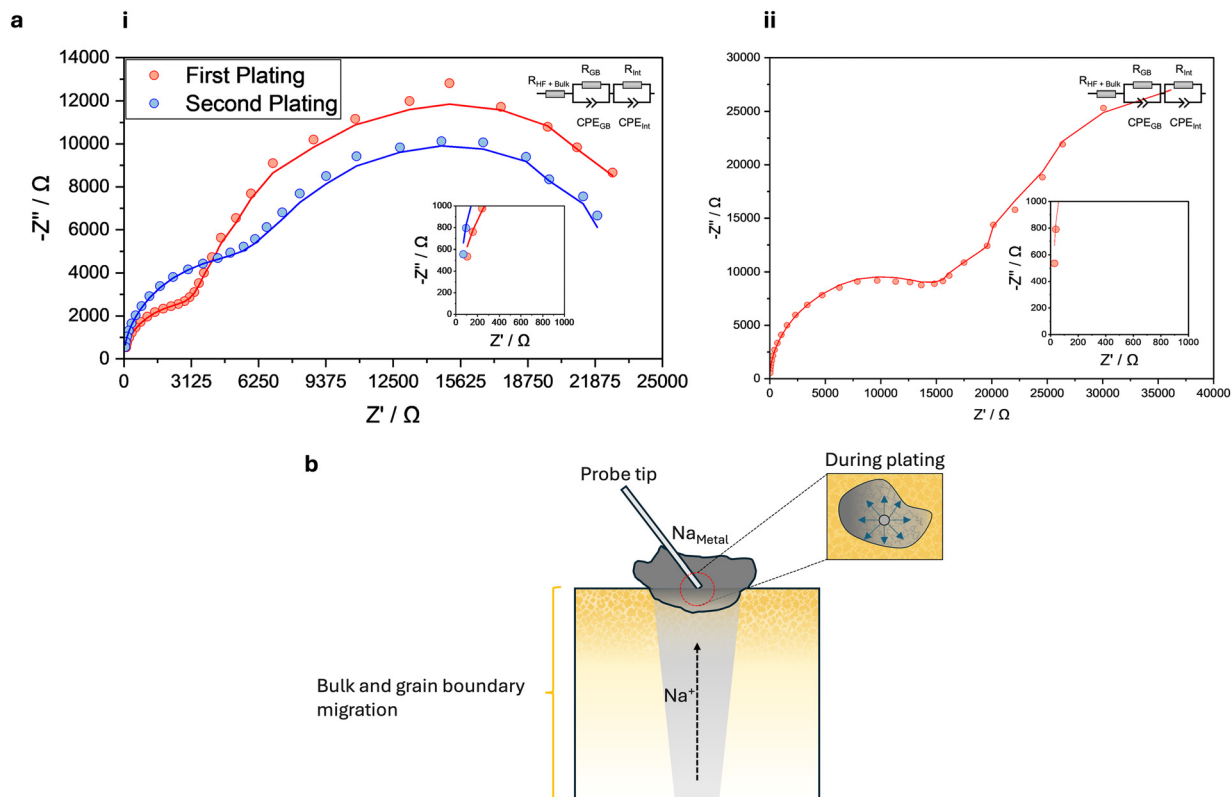 a
i
14000
12000
10000
8000
6000
4000
2000
0
-Z" / Ω
First Plating
Second Plating
R_HF + Bulk
R_GB
R_Int
CPE_GB
CPE_Int
1000
800
600
400
200
0
-Z" / Ω
0 200 400 600 800 1000
Z' / Ω
0 3125 6250 9375 12500 15625 18750 21875 25000
Z' / Ω
ii
30000
25000
20000
15000
10000
5000
0
-Z" / Ω
R_HF + Bulk
R_GB
R_Int
CPE_GB
CPE_Int
1000
800
600
400
200
0
-Z" / Ω
0 200 400 600 800 1000
Z' / Ω
0 5000 10000 15000 20000 25000 30000 35000 40000
Z' / Ω
b
During plating
Probe tip
Na_Metal
Bulk and grain boundary
migration
Na⁺